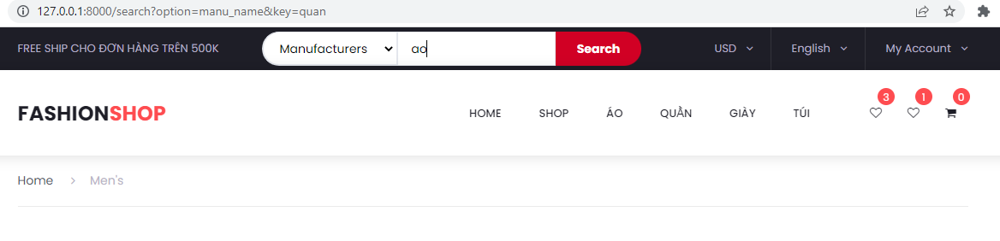 127.0.0.1:8000/search?option=manu_name&key=quan
FREE SHIP CHO ĐƠN HÀNG TRÊN 500K Manufacturers ao Search USD English My Account
FASHIONSHOP HOME SHOP ÁO QUẦN GIÀY TÚI 3 1 0
Home > Men's